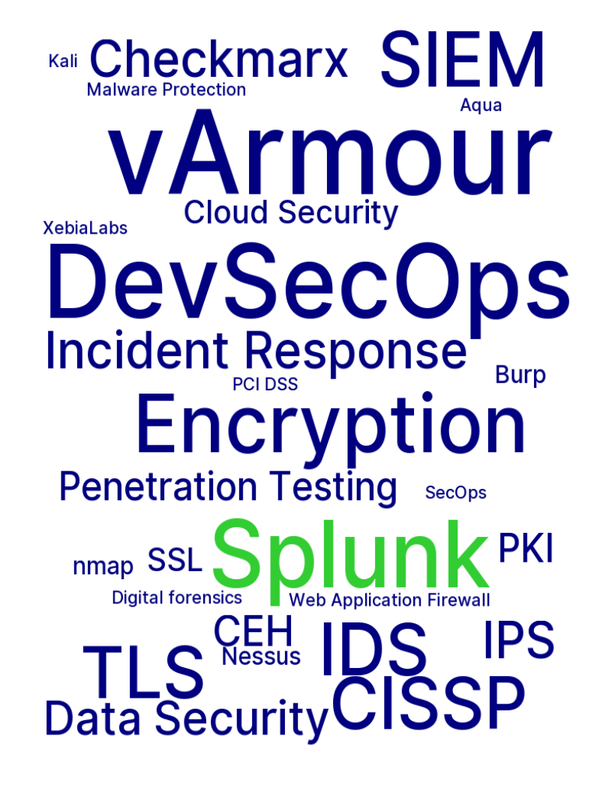 Kali Checkmarx SIEM
Malware Protection
Aqua
vArmour
Cloud Security
XebiaLabs
DevSecOps
Incident Response
Burp
PCI DSS
Encryption
Penetration Testing
SecOps
Splunk
PKI
nmap SSL
Digital forensics
Web Application Firewall
CEH
IDS
IPS
Nessus
TLS
CISSP
Data Security